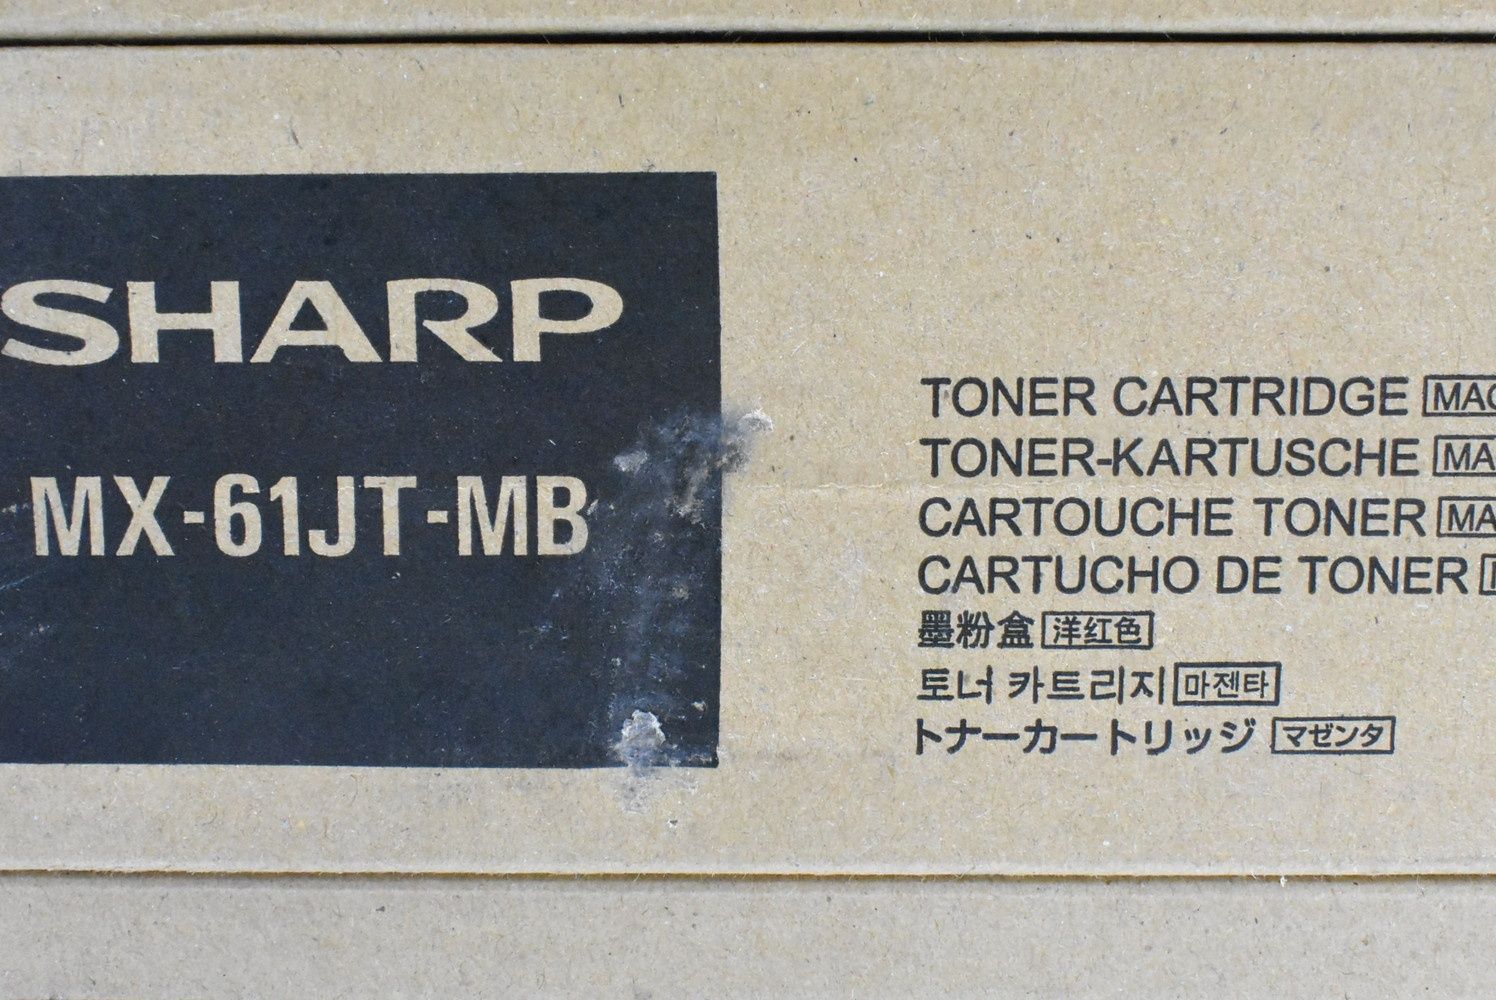 SHARP
MX-61JT-MB
TONER CARTRIDGE
TONER-KARTUSCHE
CARTOUCHE TONER
CARTUCHO DE TONER
墨粉盒 洋红色
토너 카트리지 마젠타
トナーカートリッジ マゼンタ